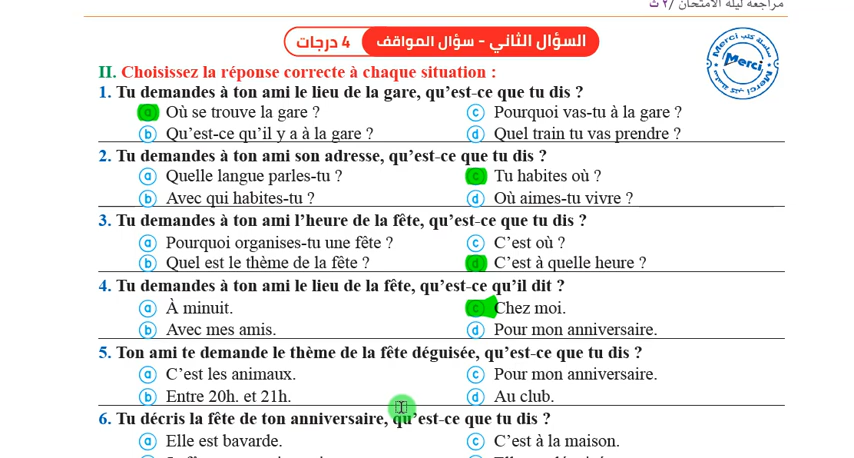 مراجعة ليلة الامتحان /٢ ث
السؤال الثاني - سؤال المواقف 4 درجات
Merci
II. Choisissez la réponse correcte à chaque situation :
1. Tu demandes à ton ami le lieu de la gare, qu’est-ce que tu dis ?
a Où se trouve la gare ? c Pourquoi vas-tu à la gare ?
b Qu’est-ce qu’il y a à la gare ? d Quel train tu vas prendre ?
2. Tu demandes à ton ami son adresse, qu’est-ce que tu dis ?
a Quelle langue parles-tu ? c Tu habites où ?
b Avec qui habites-tu ? d Où aimes-tu vivre ?
3. Tu demandes à ton ami l’heure de la fête, qu’est-ce que tu dis ?
a Pourquoi organises-tu une fête ? c C’est où ?
b Quel est le thème de la fête ? d C’est à quelle heure ?
4. Tu demandes à ton ami le lieu de la fête, qu’est-ce qu’il dit ?
a À minuit. c Chez moi.
b Avec mes amis. d Pour mon anniversaire.
5. Ton ami te demande le thème de la fête déguisée, qu’est-ce que tu dis ?
a C’est les animaux. c Pour mon anniversaire.
b Entre 20h. et 21h. d Au club.
6. Tu décris la fête de ton anniversaire, qu’est-ce que tu dis ?
a Elle est bavarde. c C’est à la maison.